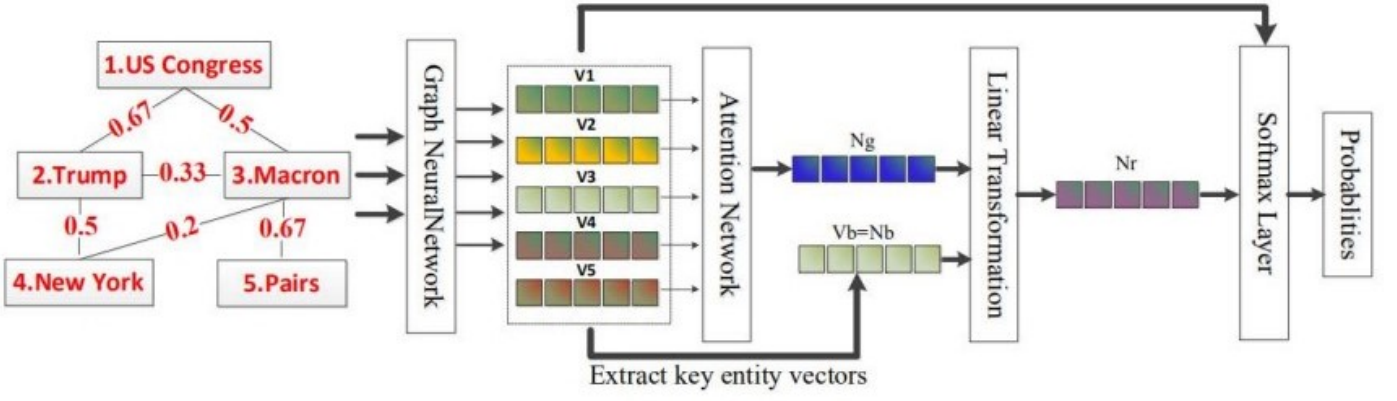 1.US Congress
0.67
0.5
2.Trump
0.33
3.Macron
0.5
0.2
0.67
4.New York
5.Pairs
Graph NeuralNetwork
V1
V2
V3
V4
V5
Extract key entity vectors
Attention Network
Ng
Vb=Nb
Linear Transformation
Nr
Softmax Layer
Probablities